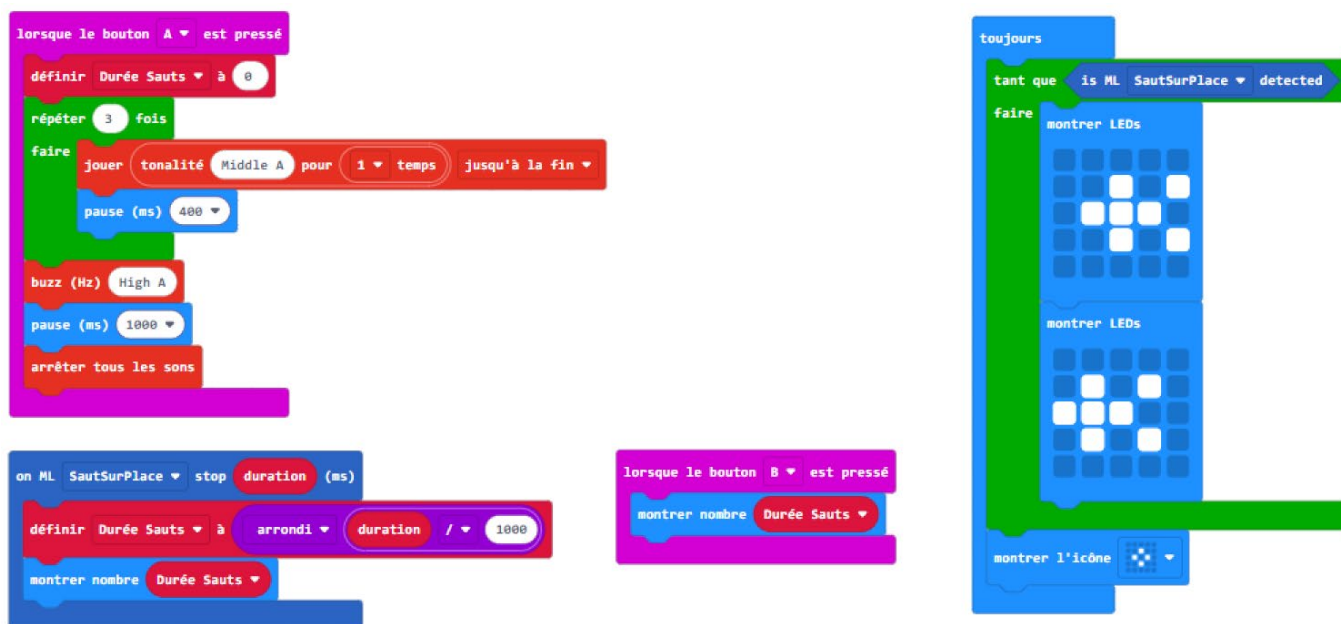 lorsque le bouton A est pressé
définir Durée Sauts à 0
répéter 3 fois
faire
jouer tonalité Middle A pour 1 temps jusqu'à la fin
pause (ms) 400
buzz (Hz) High A
pause (ms) 1000
arrêter tous les sons
on ML SautSurPlace stop duration (ms)
définir Durée Sauts à arrondi duration / 1000
montrer nombre Durée Sauts
lorsque le bouton B est pressé
montrer nombre Durée Sauts
toujours
tant que is ML SautSurPlace detected
faire
montrer LEDs
montrer LEDs
montrer l'icône